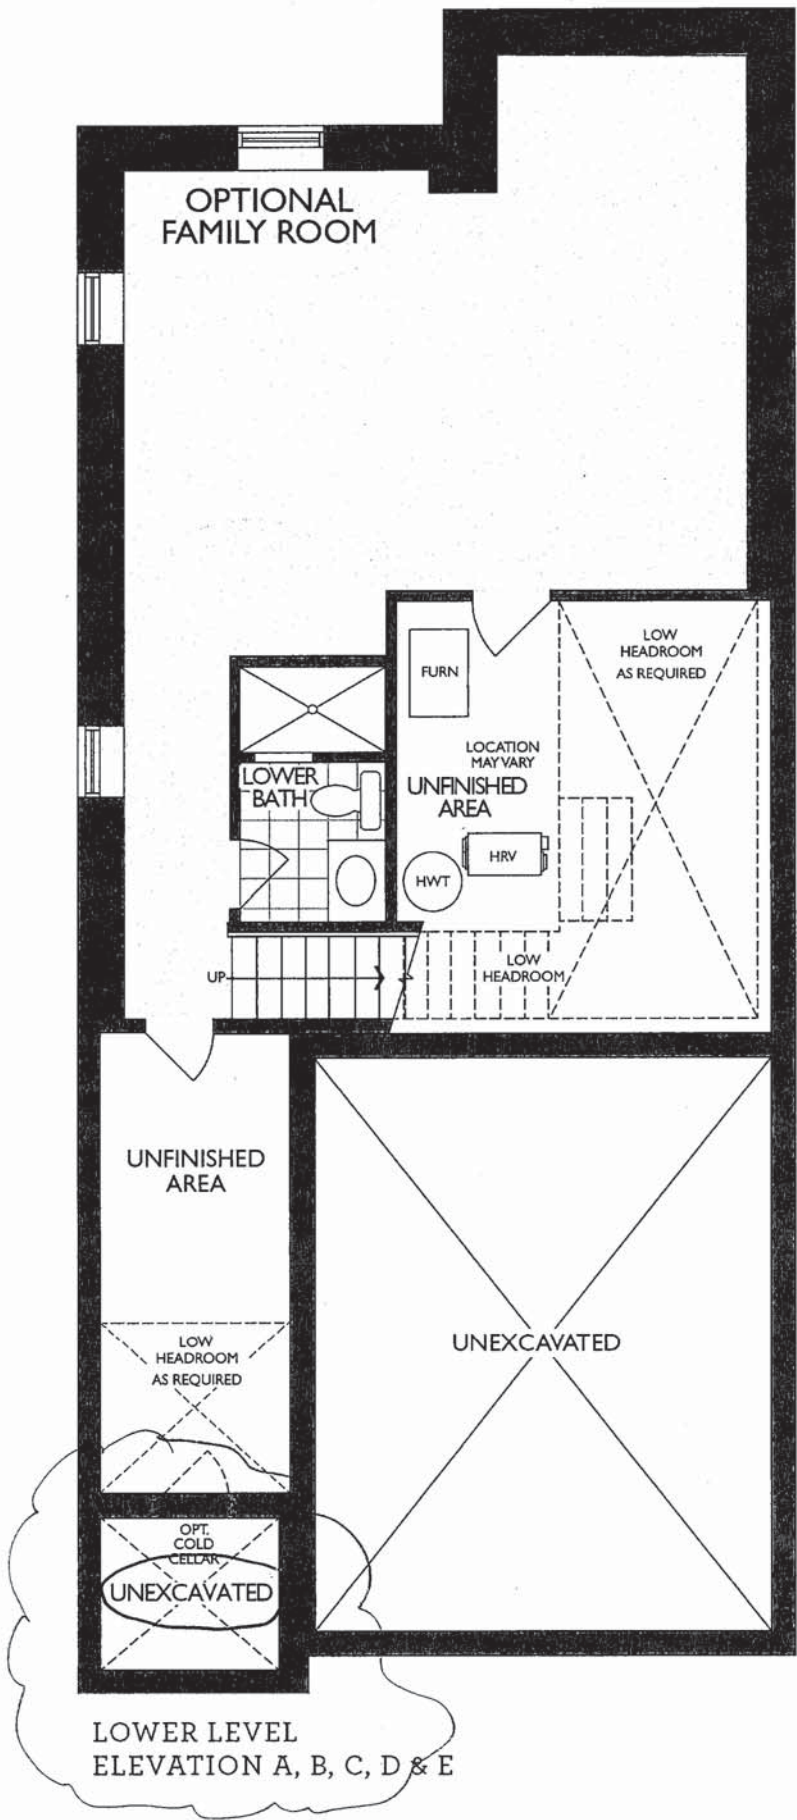 OPTIONAL
FAMILY ROOM
LOW
HEADROOM
AS REQUIRED
FURN
LOCATION
MAY VARY
UNFINISHED
AREA
LOWER
BATH
HRV
HWT
UP
LOW
HEADROOM
UNFINISHED
AREA
LOW
HEADROOM
AS REQUIRED
UNEXCAVATED
OPT.
COLD
CELLAR
UNEXCAVATED
LOWER LEVEL
ELEVATION A, B, C, D & E